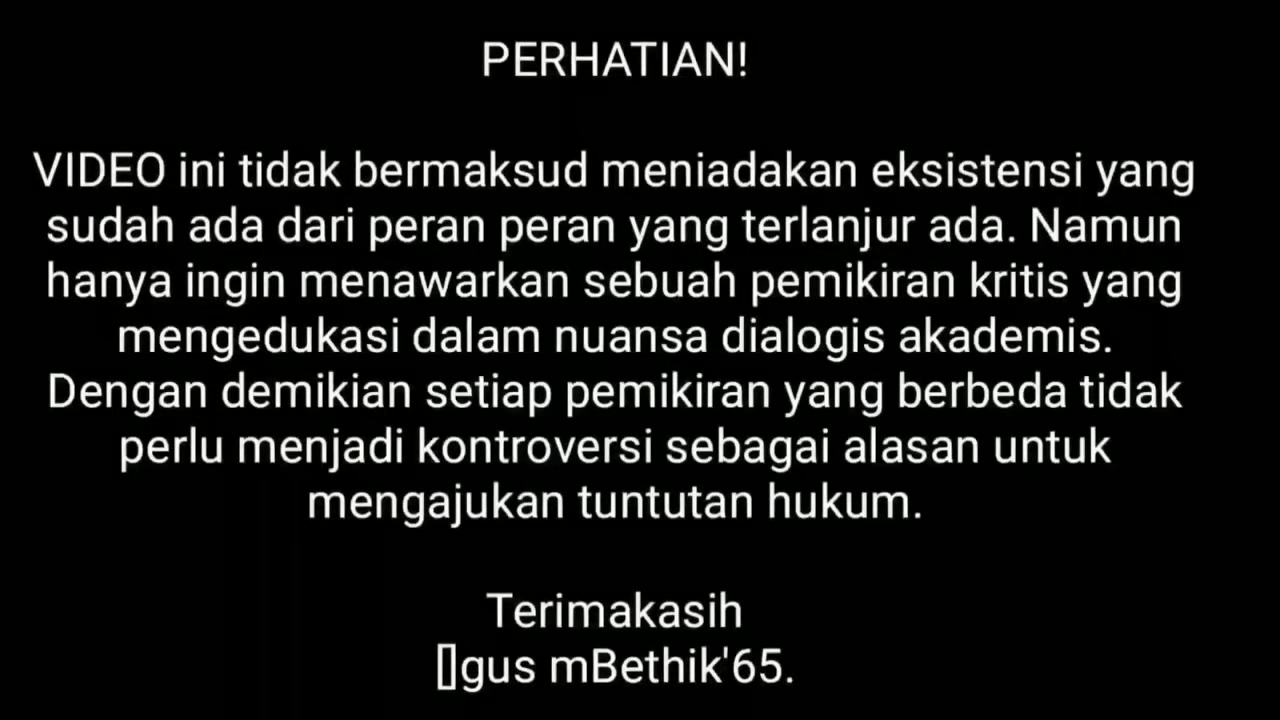 PERHATIAN!
VIDEO ini tidak bermaksud meniadakan eksistensi yang
sudah ada dari peran peran yang terlanjur ada. Namun
hanya ingin menawarkan sebuah pemikiran kritis yang
mengedukasi dalam nuansa dialogis akademis.
Dengan demikian setiap pemikiran yang berbeda tidak
perlu menjadi kontroversi sebagai alasan untuk
mengajukan tuntutan hukum.
Terimakasih
[]gus mBethik'65.